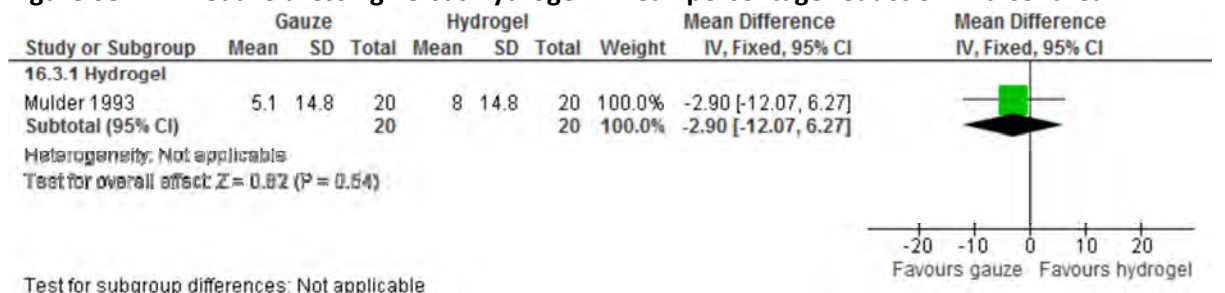 Gauze Hydrogel Mean Difference Mean Difference
Study or Subgroup Mean SD Total Mean SD Total Weight IV, Fixed, 95% CI IV, Fixed, 95% CI
16.3.1 Hydrogel
Mulder 1993 5.1 14.8 20 8 14.8 20 100.0% -2.90 [-12.07, 6.27]
Subtotal (95% CI) 20 20 100.0% -2.90 [-12.07, 6.27]
Heterogeneity: Not applicable
Test for overall effect: Z = 0.62 (P = 0.54)
-20 -10 0 10 20
Favours gauze Favours hydrogel
Test for subgroup differences: Not applicable